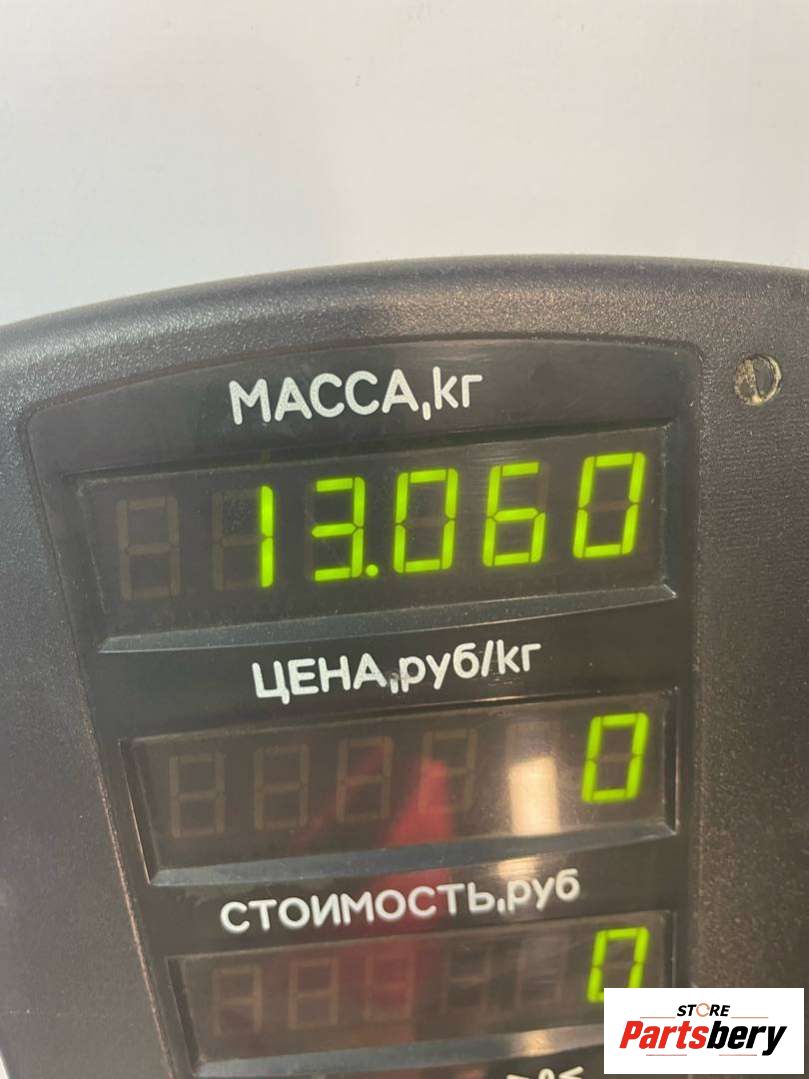 МАССА,кг
13.060
ЦЕНА,руб/кг
0
СТОИМОСТЬ,руб
0
STORE
Partsbery